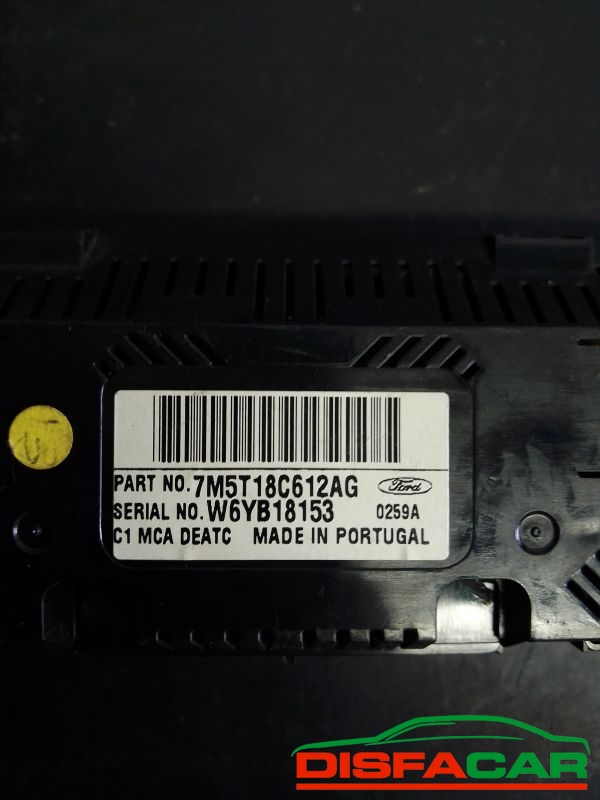 PART NO. 7M5T18C612AG Ford
SERIAL NO. W6YB18153 0259A
C1 MCA DEATC MADE IN PORTUGAL
DISFACAR